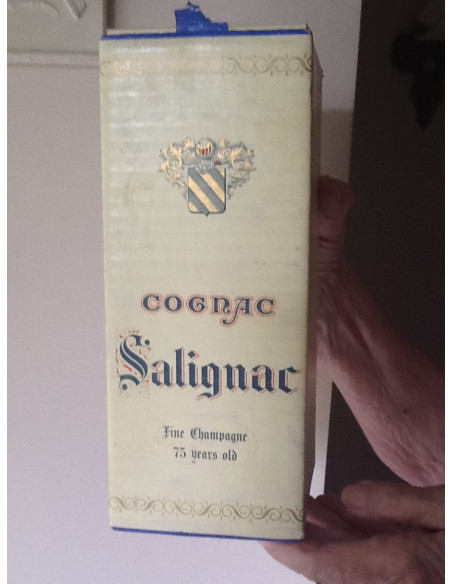 COGNAC
Salignac
Fine Champagne
75 years old